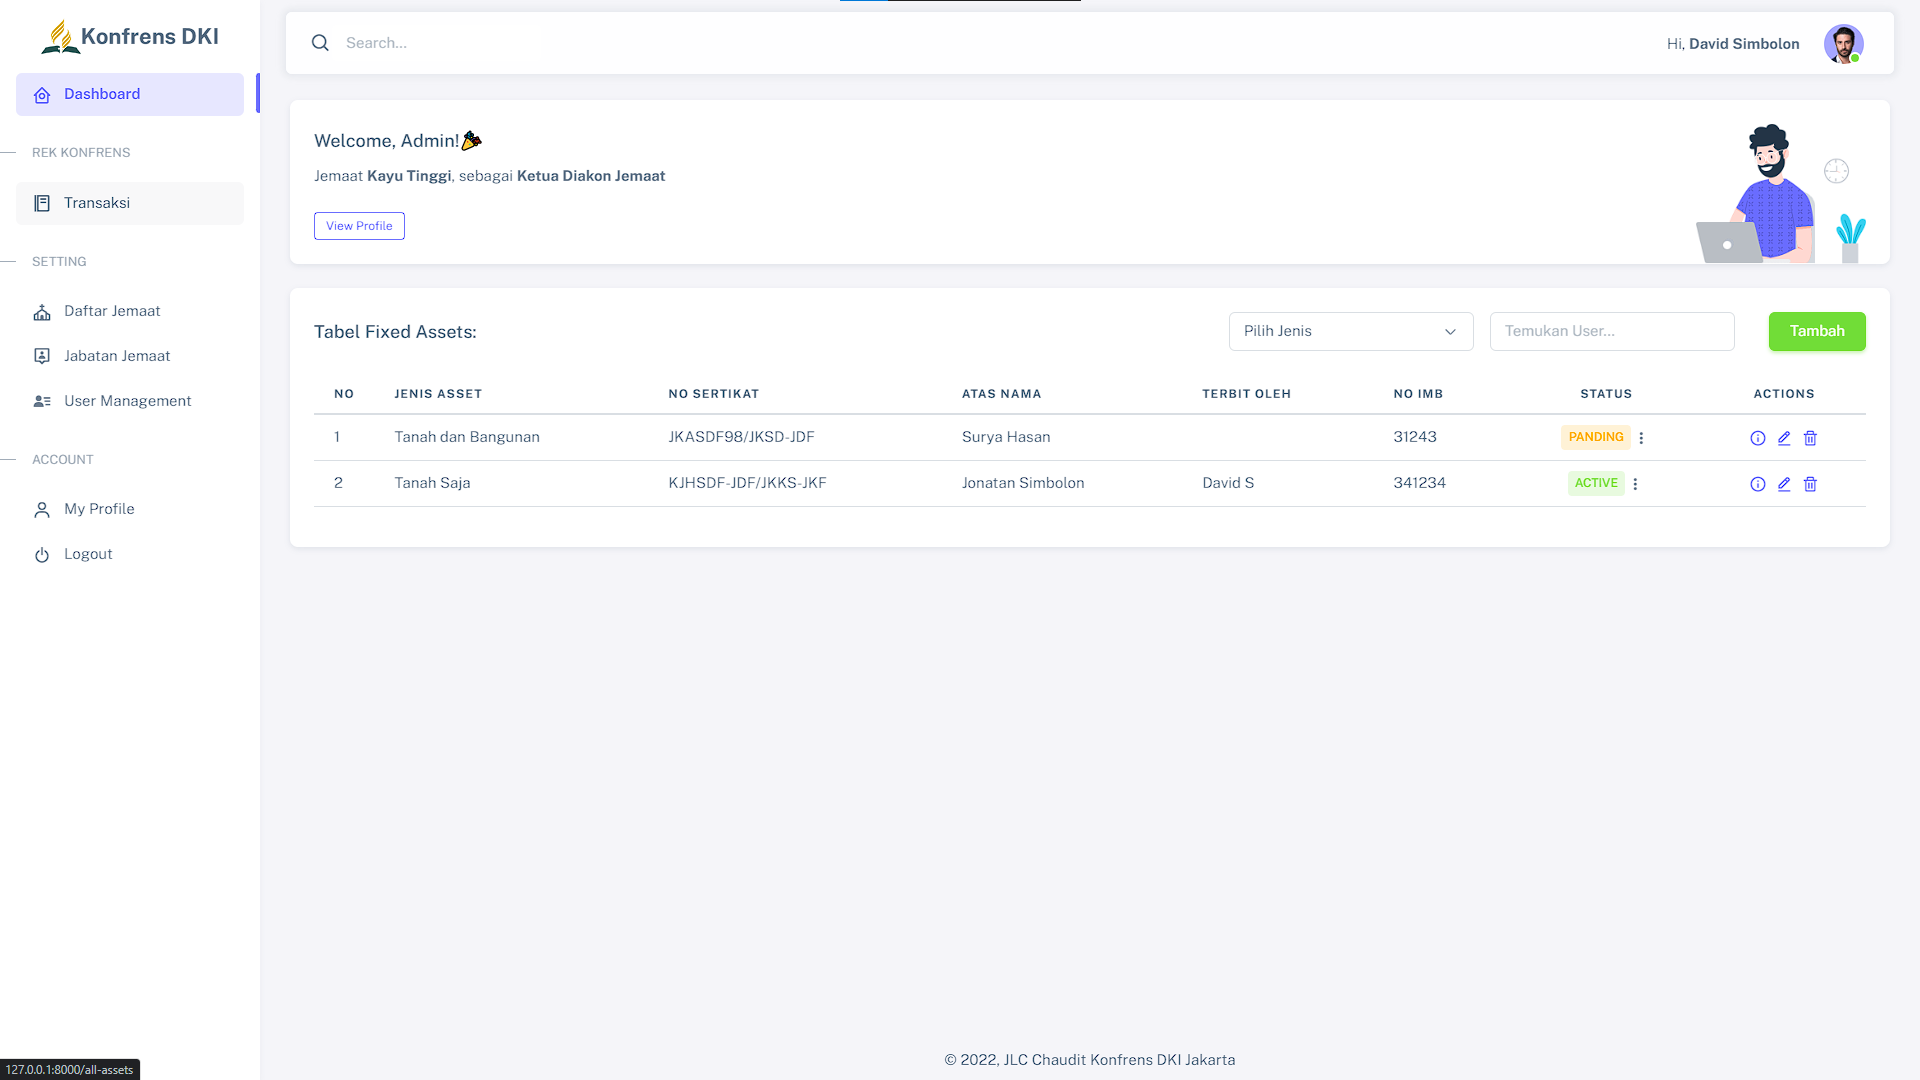 Konfrens DKI
Dashboard
REK KONFRENS
Transaksi
SETTING
Daftar Jemaat
Jabatan Jemaat
User Management
ACCOUNT
My Profile
Logout
Search...
Hi, David Simbolon
Welcome, Admin!
Jemaat Kayu Tinggi, sebagai Ketua Diakon Jemaat
View Profile
Tabel Fixed Assets:
Pilih Jenis
Temukan User...
Tambah
NO JENIS ASSET NO SERTIKAT ATAS NAMA TERBIT OLEH NO IMB STATUS ACTIONS
1 Tanah dan Bangunan JKASDF98/JKSD-JDF Surya Hasan 31243 PANDING
2 Tanah Saja KJHSDF-JDF/JKKS-JKF Jonatan Simbolon David S 341234 ACTIVE
© 2022, JLC Chaudit Konfrens DKI Jakarta
127.0.0.1:8000/all-assets